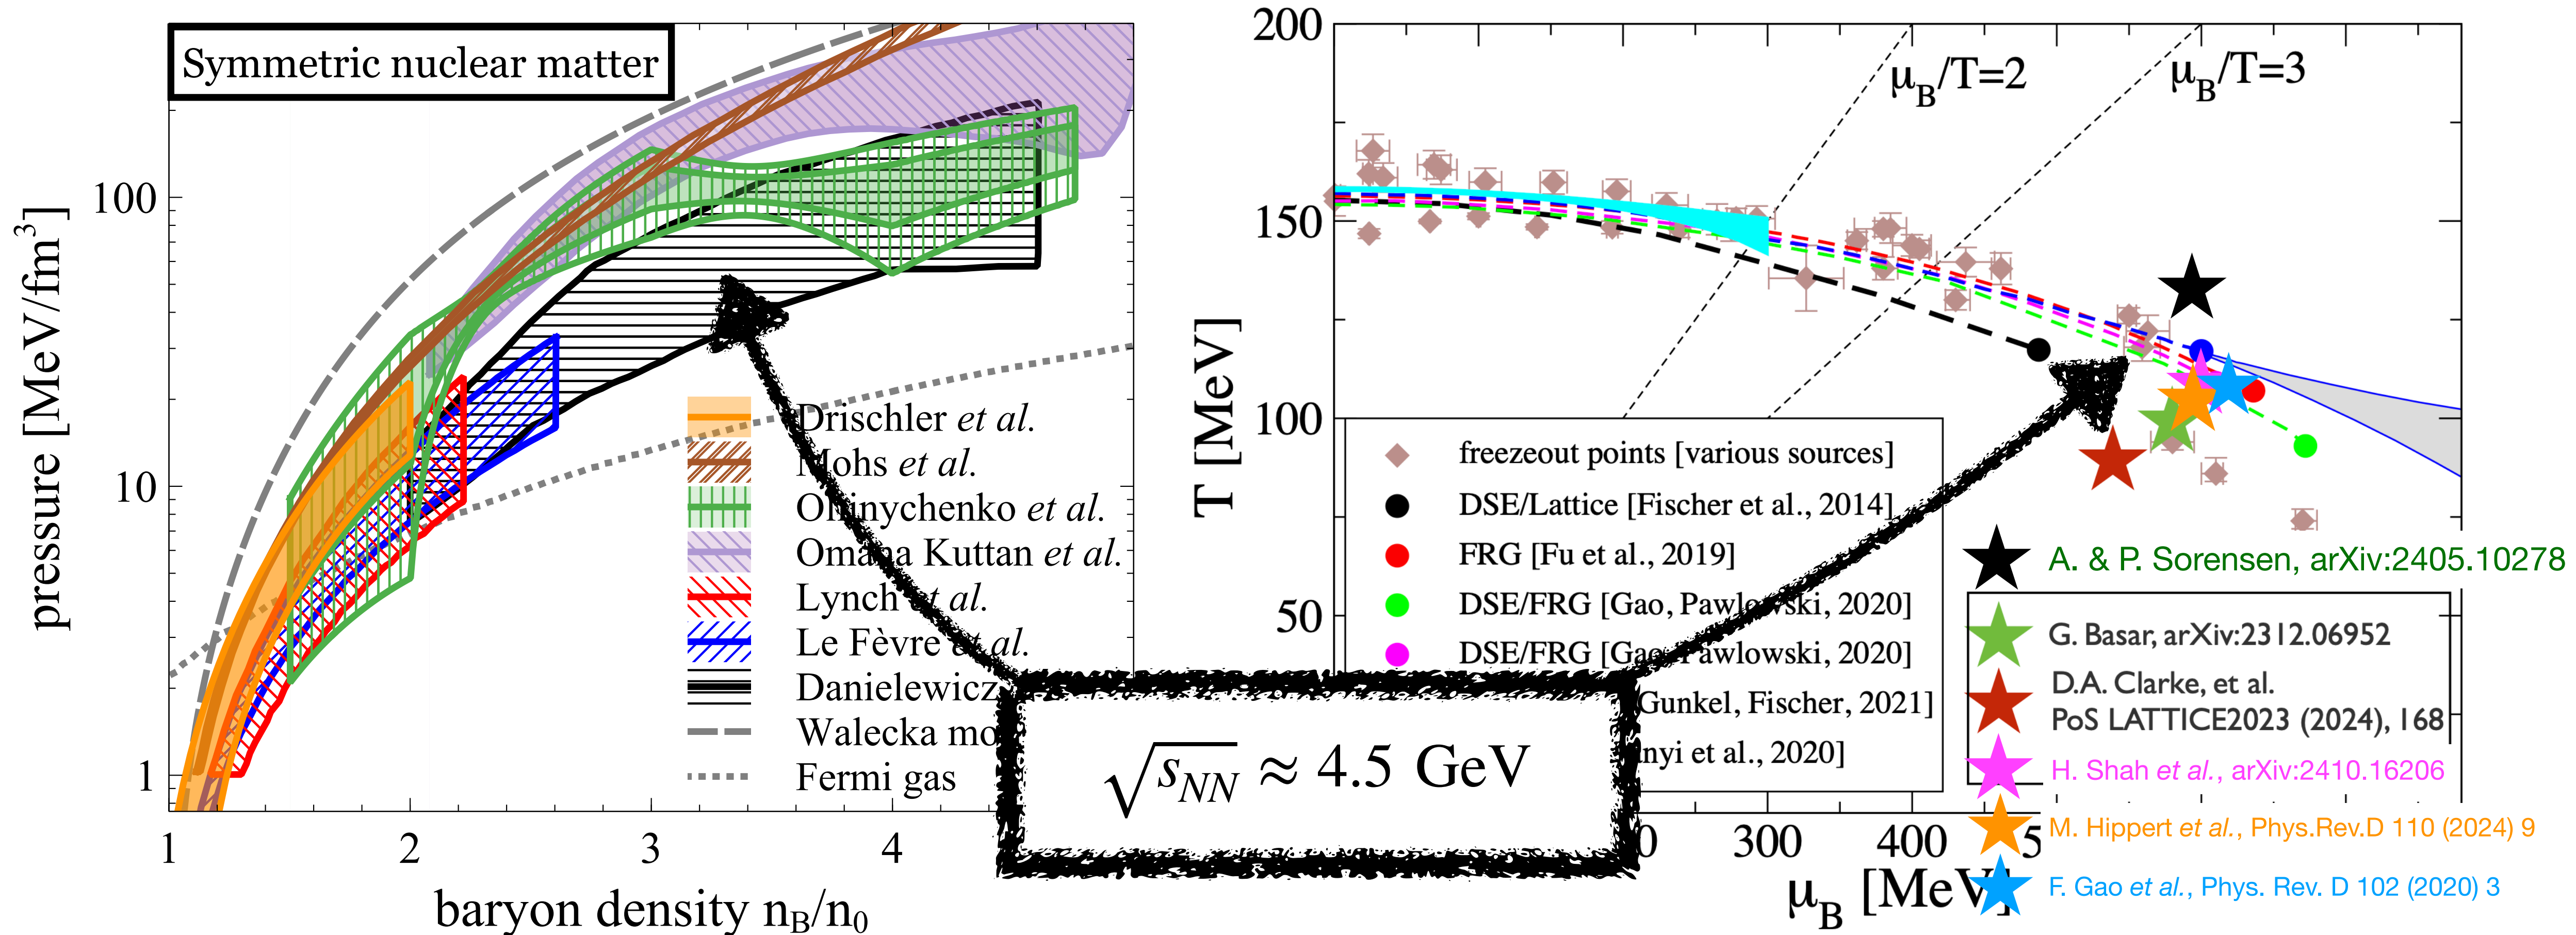 Symmetric nuclear matter
pressure [MeV/fm³]
100
10
1
1
2
3
4
baryon density n_B/n_0
Drischler et al.
Mohs et al.
Oliinychenko et al.
Omana Kuttan et al.
Lynch et al.
Le Fèvre et al.
Danielewicz
Walecka mo
Fermi gas
√s_NN ≈ 4.5 GeV
T [MeV]
200
150
100
50
μ_B/T=2
μ_B/T=3
freezeout points [various sources]
DSE/Lattice [Fischer et al., 2014]
FRG [Fu et al., 2019]
DSE/FRG [Gao, Pawlowski, 2020]
DSE/FRG [Gao, Pawlowski, 2020]
Gunkel, Fischer, 2021]
nyi et al., 2020]
A. & P. Sorensen, arXiv:2405.10278
G. Basar, arXiv:2312.06952
D.A. Clarke, et al.
PoS LATTICE2023 (2024), 168
H. Shah et al., arXiv:2410.16206
M. Hippert et al., Phys.Rev.D 110 (2024) 9
F. Gao et al., Phys. Rev. D 102 (2020) 3
0
300
400
5
μ_B [MeV]